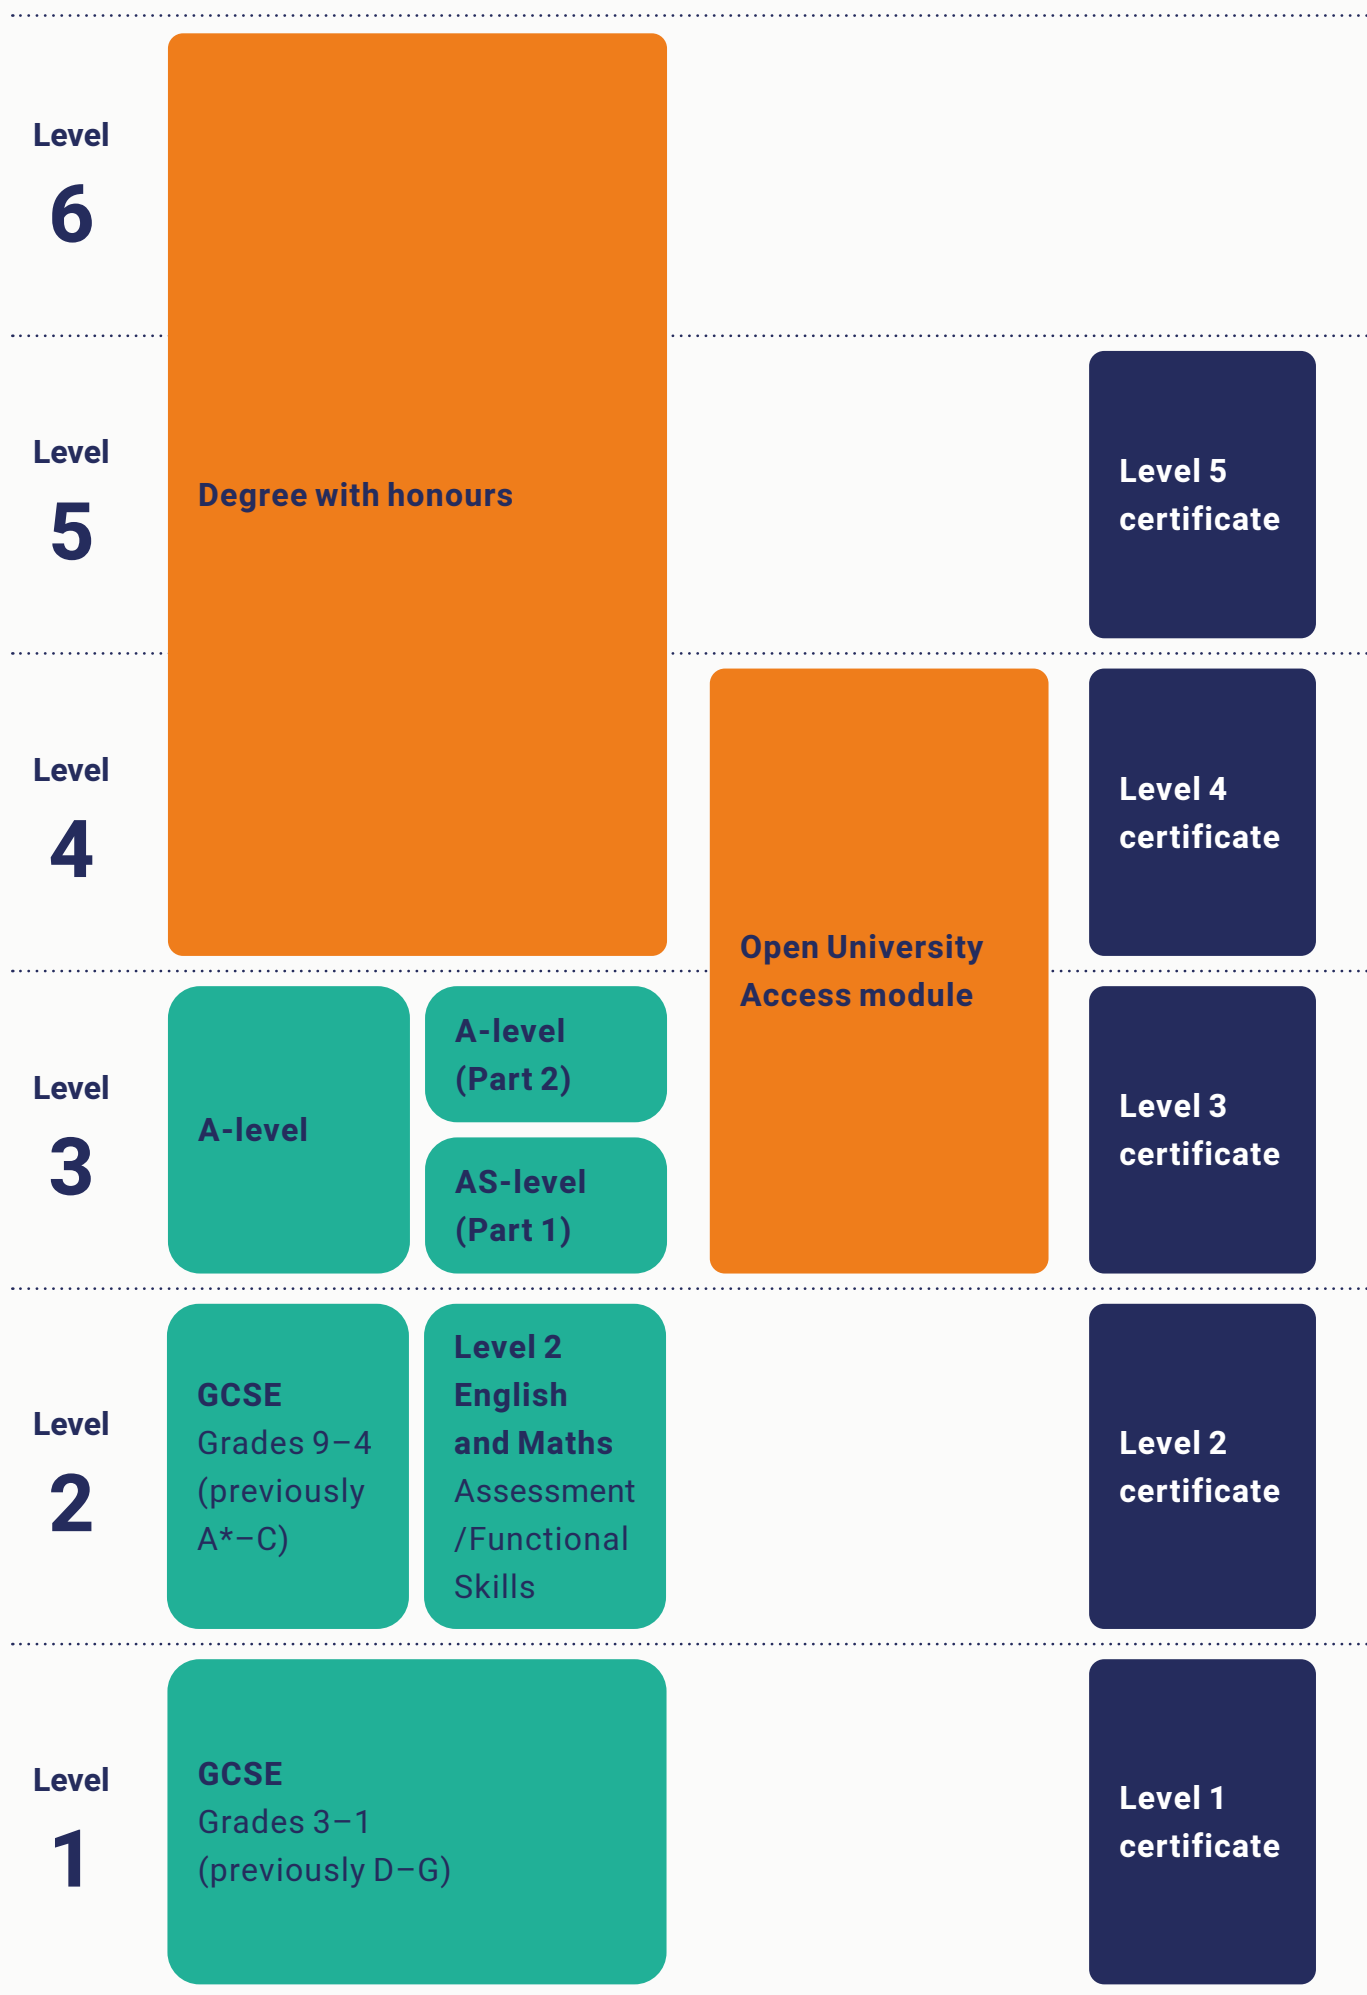 Level
6
Degree with honours
Level
5
Level 5
certificate
Level
4
Open University
Access module
Level 4
certificate
Level
3
A-level
A-level
(Part 2)
AS-level
(Part 1)
Level 3
certificate
Level
2
GCSE
Grades 9–4
(previously
A*–C)
Level 2
English
and Maths
Assessment
/Functional
Skills
Level 2
certificate
Level
1
GCSE
Grades 3–1
(previously D–G)
Level 1
certificate